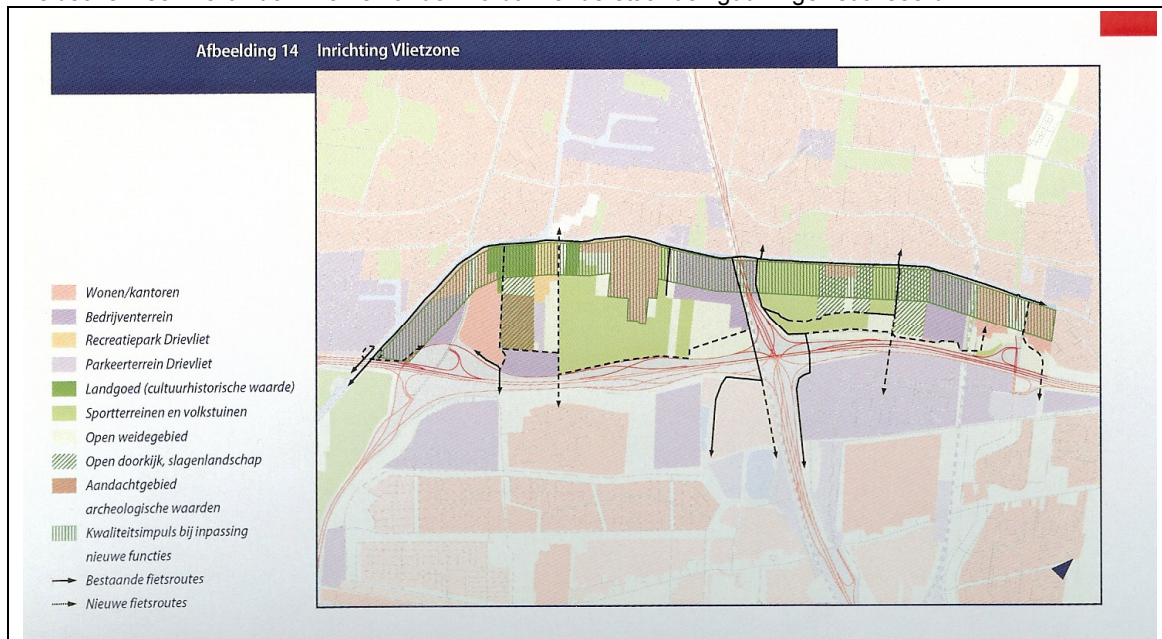 Afbeelding 14 Inrichting Vlietzone
Wonen/kantoren
Bedrijventerrein
Recreatiepark Drievliet
Parkeerterrein Drievliet
Landgoed (cultuurhistorische waarde)
Sportterreinen en volkstuinen
Open weidegebied
Open doorkijk, slagenlandschap
Aandachtgebied
archeologische waarden
Kwaliteitsimpuls bij inpassing
nieuwe functies
Bestaande fietsroutes
Nieuwe fietsroutes